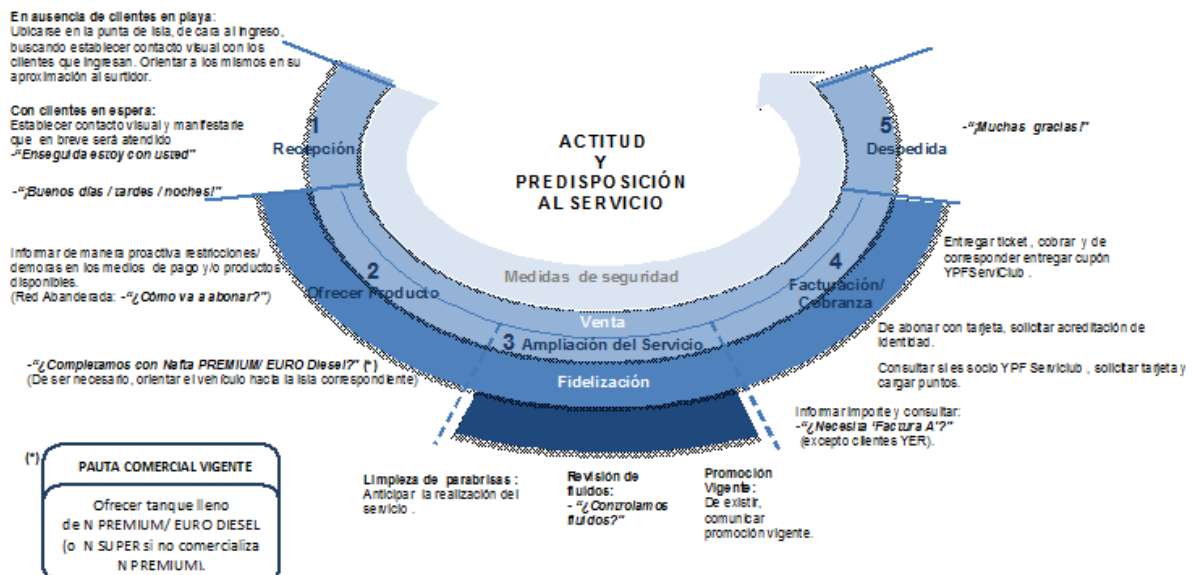 En ausencia de clientes en playa:
Ubicarse en la punta de isla, de cara al ingreso,
buscando establecer contacto visual con los
clientes que ingresan. Orientar a los mismos en su
aproximación al surtidor.
Con clientes en espera:
Establecer contacto visual y manifestarle
que en breve será atendido
-"Enseguida estoy con usted"
-"¡Buenos días / tardes / noches!"
Informar de manera proactiva restricciones/
demoras en los medios de pago y/o productos
disponibles.
(Red Abanderada: -"¿Cómo va a abonar?")
-"¿Completamos con Nafta PREMIUM/ EURO Diesel?" (*)
(De ser necesario, orientar el vehículo hacia la isla correspondiente)
(*)
PAUTA COMERCIAL VIGENTE
Ofrecer tanque lleno
de N PREMIUM/ EURO DIESEL
(o N SUPER si no comercializa
N PREMIUM).
1
Recepción
2
Ofrecer Producto
ACTITUD
Y
PREDISPOSICIÓN
AL SERVICIO
Medidas de seguridad
Venta
3 Ampliación del Servicio
Fidelización
4
Facturación/
Cobranza
5
Despedida
Limpieza de parabrisas :
Anticipar la realización del
servicio .
Revisión de
fluidos:
- "¿Controlamos
fluidos?"
Promoción
Vigente:
De existir,
comunicar
promoción vigente.
-"¡Muchas gracias!"
Entregar ticket , cobrar y de
corresponder entregar cupón
YPFServiClub .
De abonar con tarjeta, solicitar acreditación de
identidad.
Consultar si es socio YPF Serviclub , solicitar tarjeta y
cargar puntos.
Informar importe y consultar:
-"¿Necesita 'Factura A'?"
(excepto clientes YER).